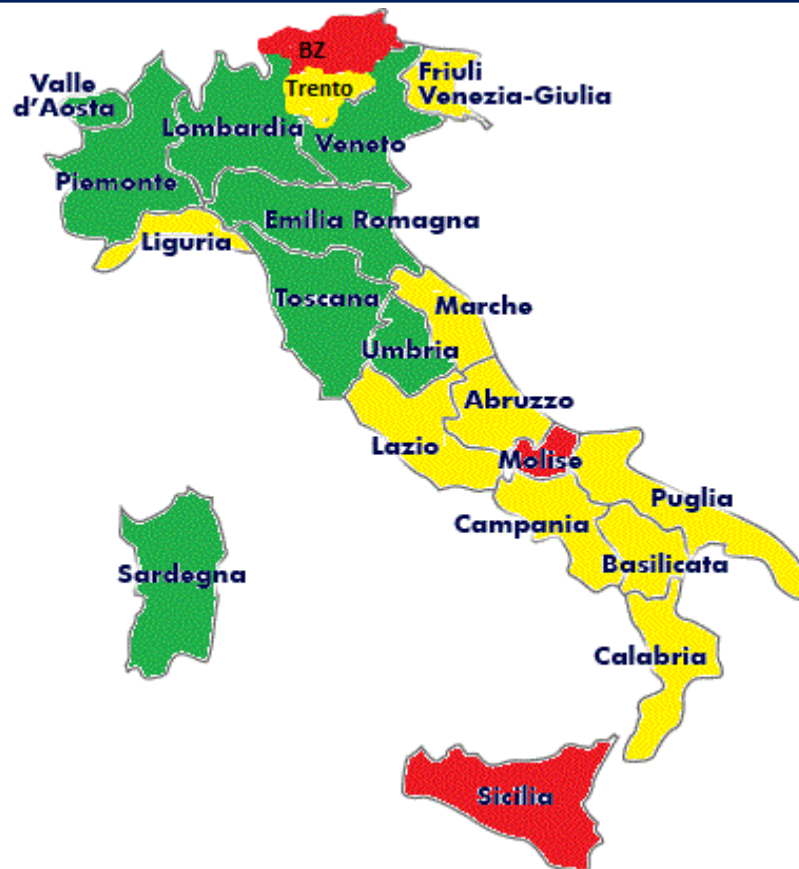 BZ
Friuli
Venezia-Giulia
Valle
d'Aosta
Trento
Lombardia
Veneto
Piemonte
Emilia Romagna
Liguria
Toscana
Marche
Umbria
Abruzzo
Lazio
Molise
Puglia
Campania
Basilicata
Sardegna
Calabria
Sicilia